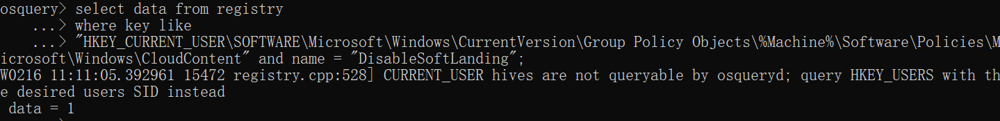 osquery> select data from registry
    ...> where key like
    ...> "HKEY_CURRENT_USER\SOFTWARE\Microsoft\Windows\CurrentVersion\Group Policy Objects\%Machine%\Software\Policies\M
icrosoft\Windows\CloudContent" and name = "DisableSoftLanding";
W0216 11:11:05.392961 15472 registry.cpp:528] CURRENT_USER hives are not queryable by osqueryd; query HKEY_USERS with th
e desired users SID instead
 data = 1